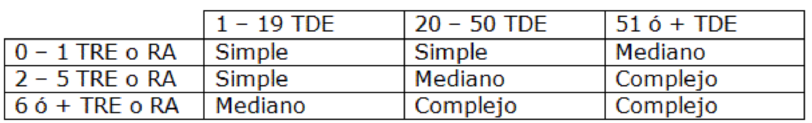 1 – 19 TDE 20 – 50 TDE 51 ó + TDE
0 – 1 TRE o RA Simple Simple Mediano
2 – 5 TRE o RA Simple Mediano Complejo
6 ó + TRE o RA Mediano Complejo Complejo